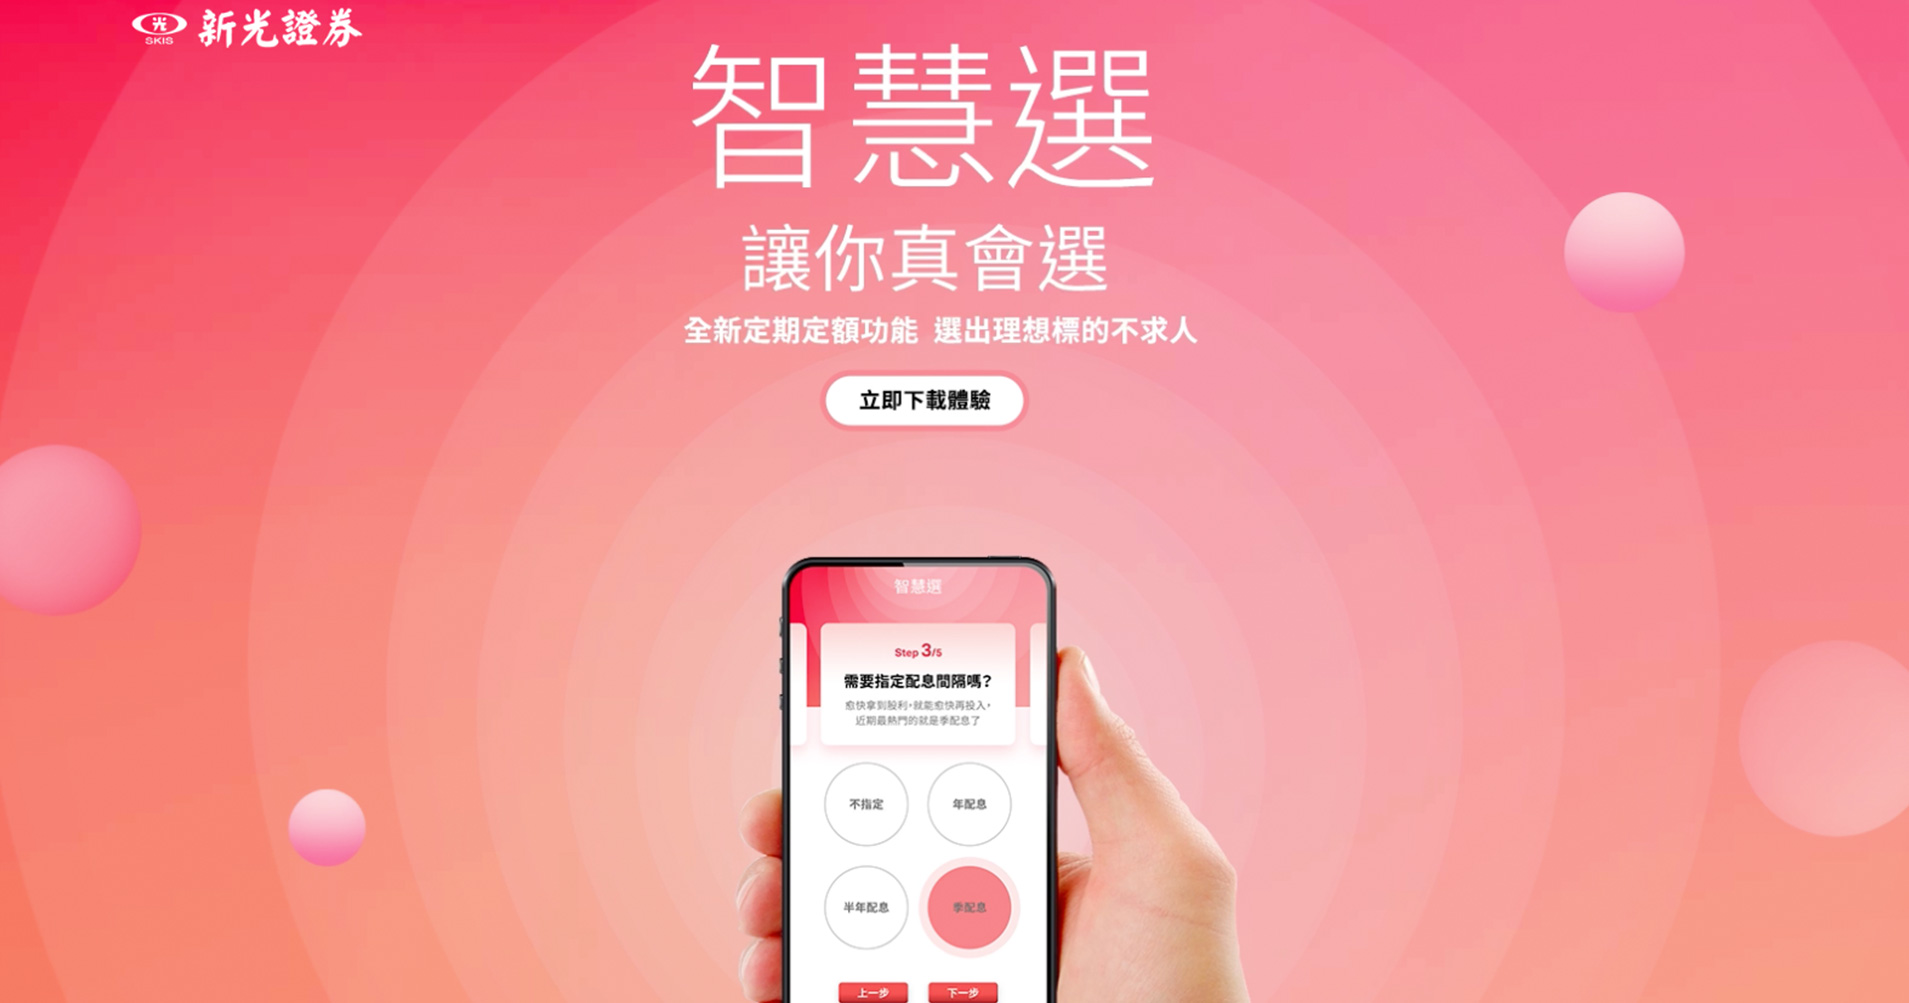 SKIS 新光證券
智慧選
讓你真會選
全新定期定額功能 選出理想標的不求人
立即下載體驗
智慧選
Step 3/5
需要指定配息間隔嗎？
愈快拿到股利，就能愈快再投入，
近期最熱門的就是季配息了
不指定
年配息
半年配息
季配息
上一步
下一步